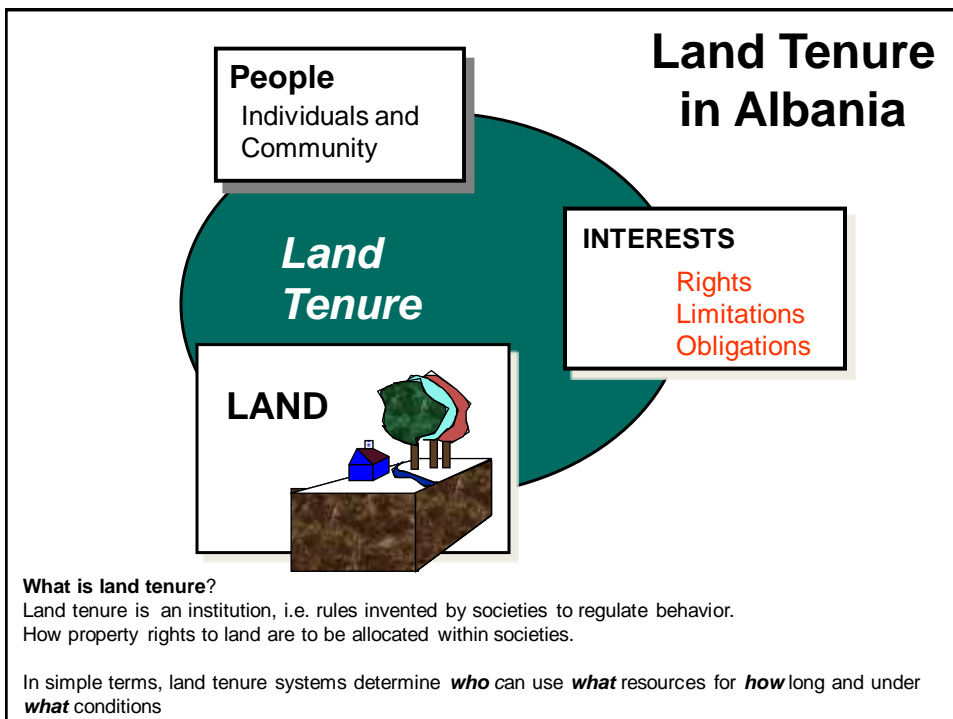 Land Tenure
in Albania
People
Individuals and
Community
Land
Tenure
INTERESTS
Rights
Limitations
Obligations
LAND
What is land tenure?
Land tenure is an institution, i.e. rules invented by societies to regulate behavior.
How property rights to land are to be allocated within societies.
In simple terms, land tenure systems determine who can use what resources for how long and under
what conditions